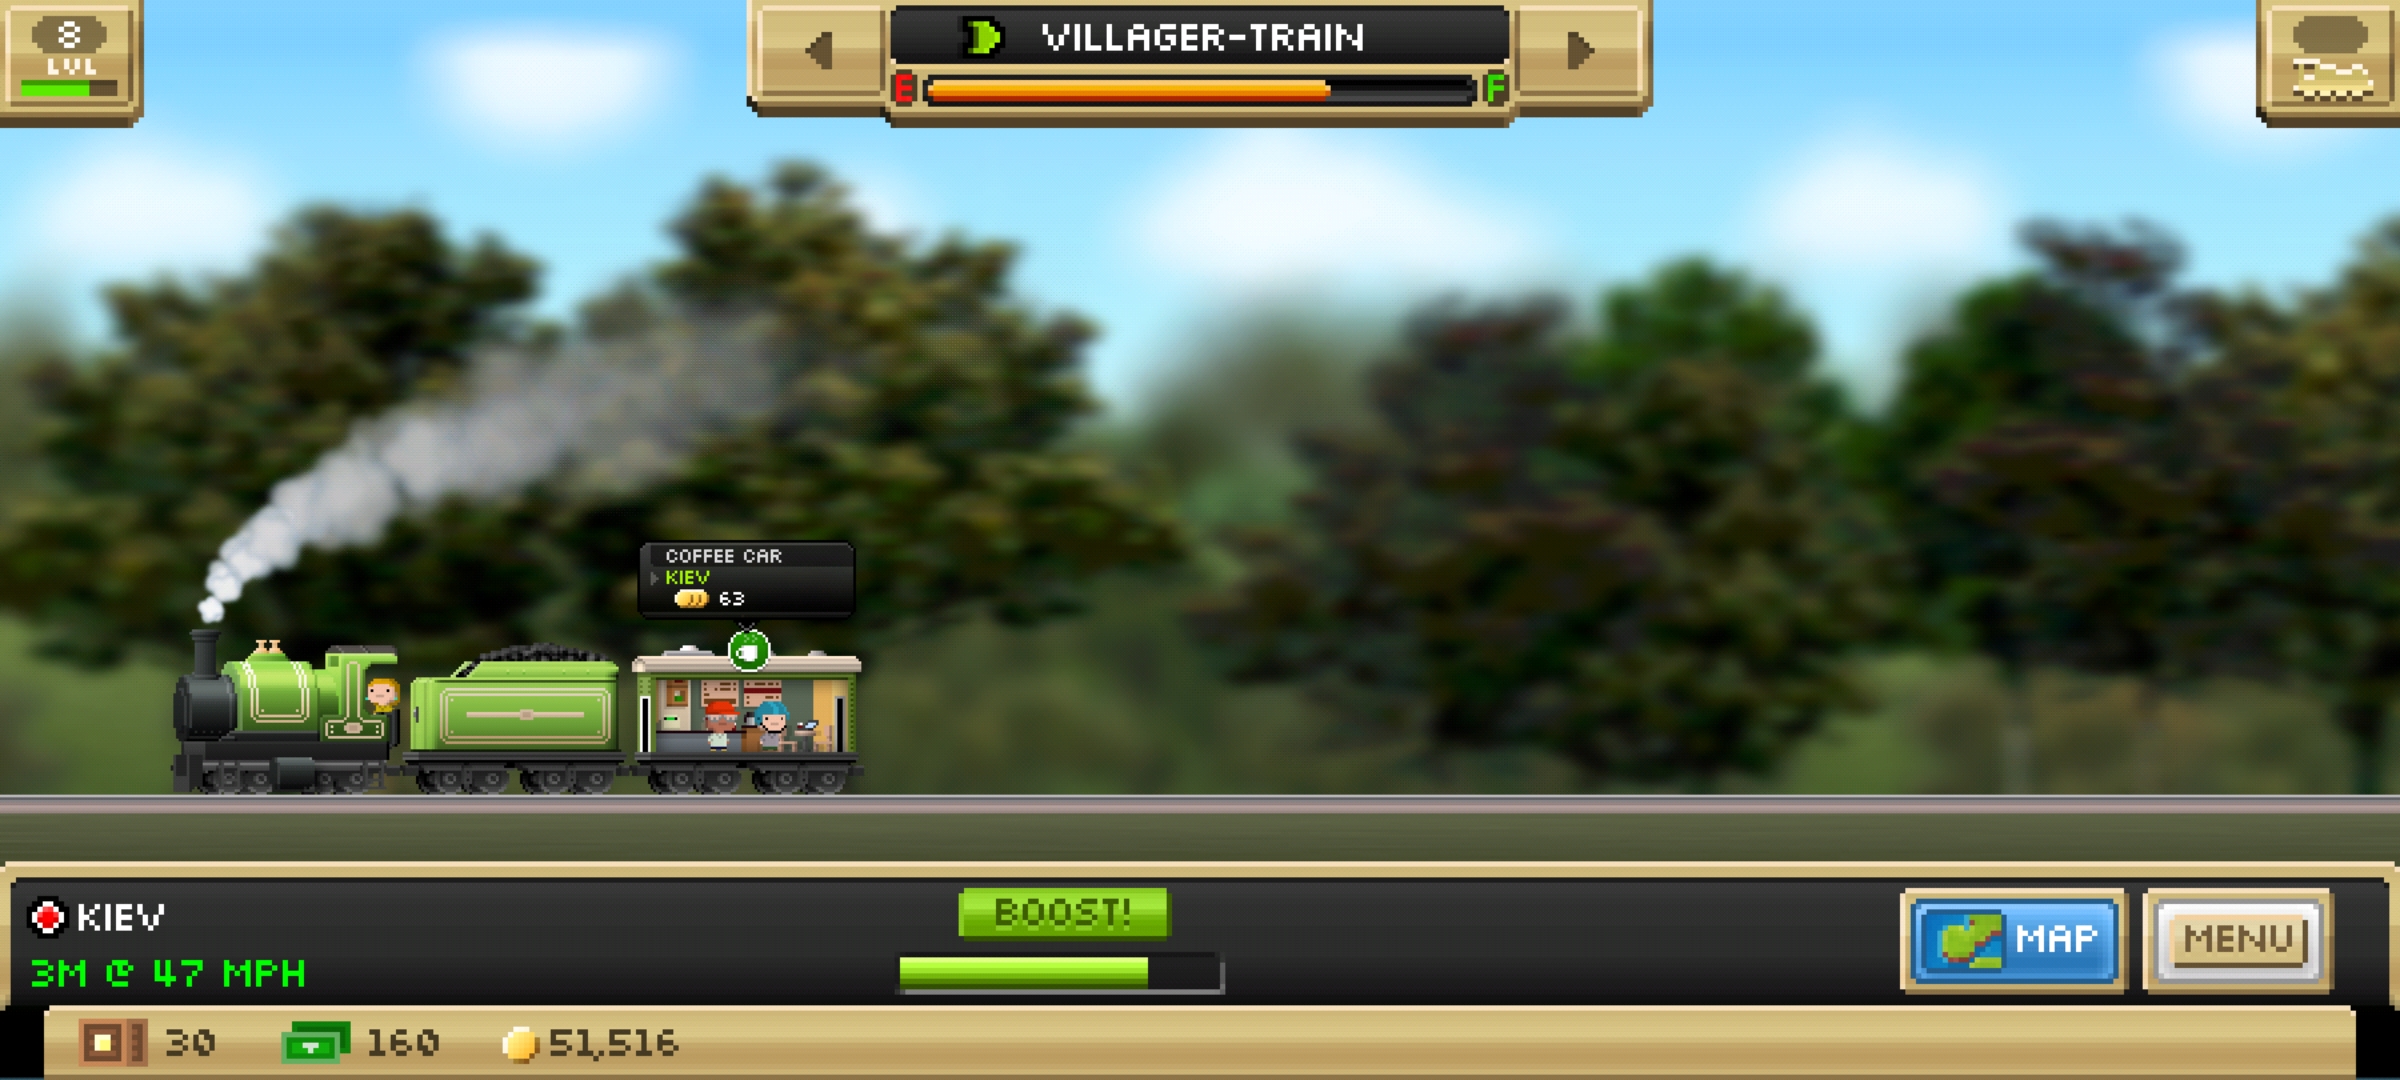 8
LVL
VILLAGER-TRAIN
E F
COFFEE CAR
KIEV
63
KIEV
BOOST!
3M @ 47 MPH
MAP
MENU
30
160
51,516